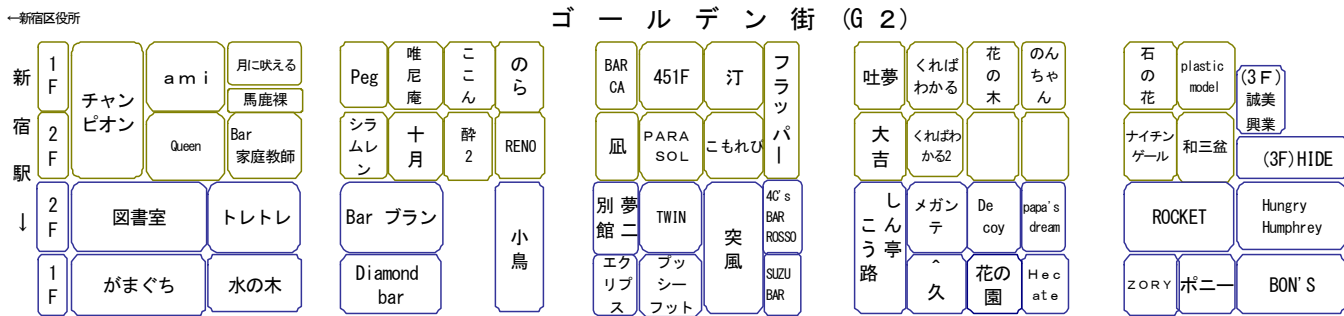 ←新宿区役所
ゴールデン街 (G2)
新宿駅↓
1F
2F
2F
1F
チャンピオン
ami
月に吠える
馬鹿裸
Queen
Bar
家庭教師
図書室
トレトレ
がまぐち
水の木
Peg
唯尼庵
ここん
のら
シラムレン
十月
酔2
RENO
Bar ブラン
小鳥
Diamond
bar
BAR
CA
451F
汀
フラッパー
凪
PARA
SOL
こもれび
夢二
別館
TWIN
突風
4C's
BAR
ROSSO
エク
リプ
ス
プッ
シー
フット
SUZU
BAR
吐夢
くれば
わかる
花の木
のんちゃん
大吉
くればわ
かる2
しん亭
こう路
メガン
テ
De
coy
papa's
dream
^
久
花の
園
Hec
ate
石の花
plastic
model
(3F)
誠美
興業
ナイチン
ゲール
和三盆
(3F)HIDE
ROCKET
Hungry
Humphrey
ZORY
ポニー
BON'S